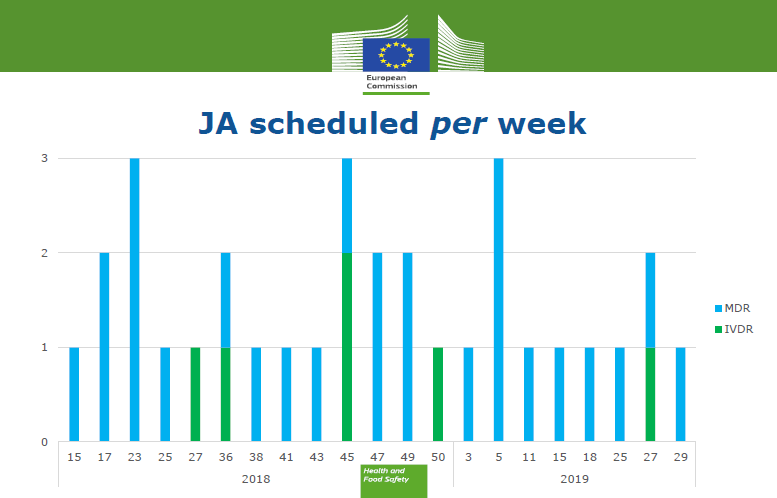 European
Commission
JA scheduled per week
3
2
1
0
15 17 23 25 27 36 38 41 43 45 47 49 50 3 5 11 15 18 25 27 29
2018 2019
MDR
IVDR
Health and
Food Safety